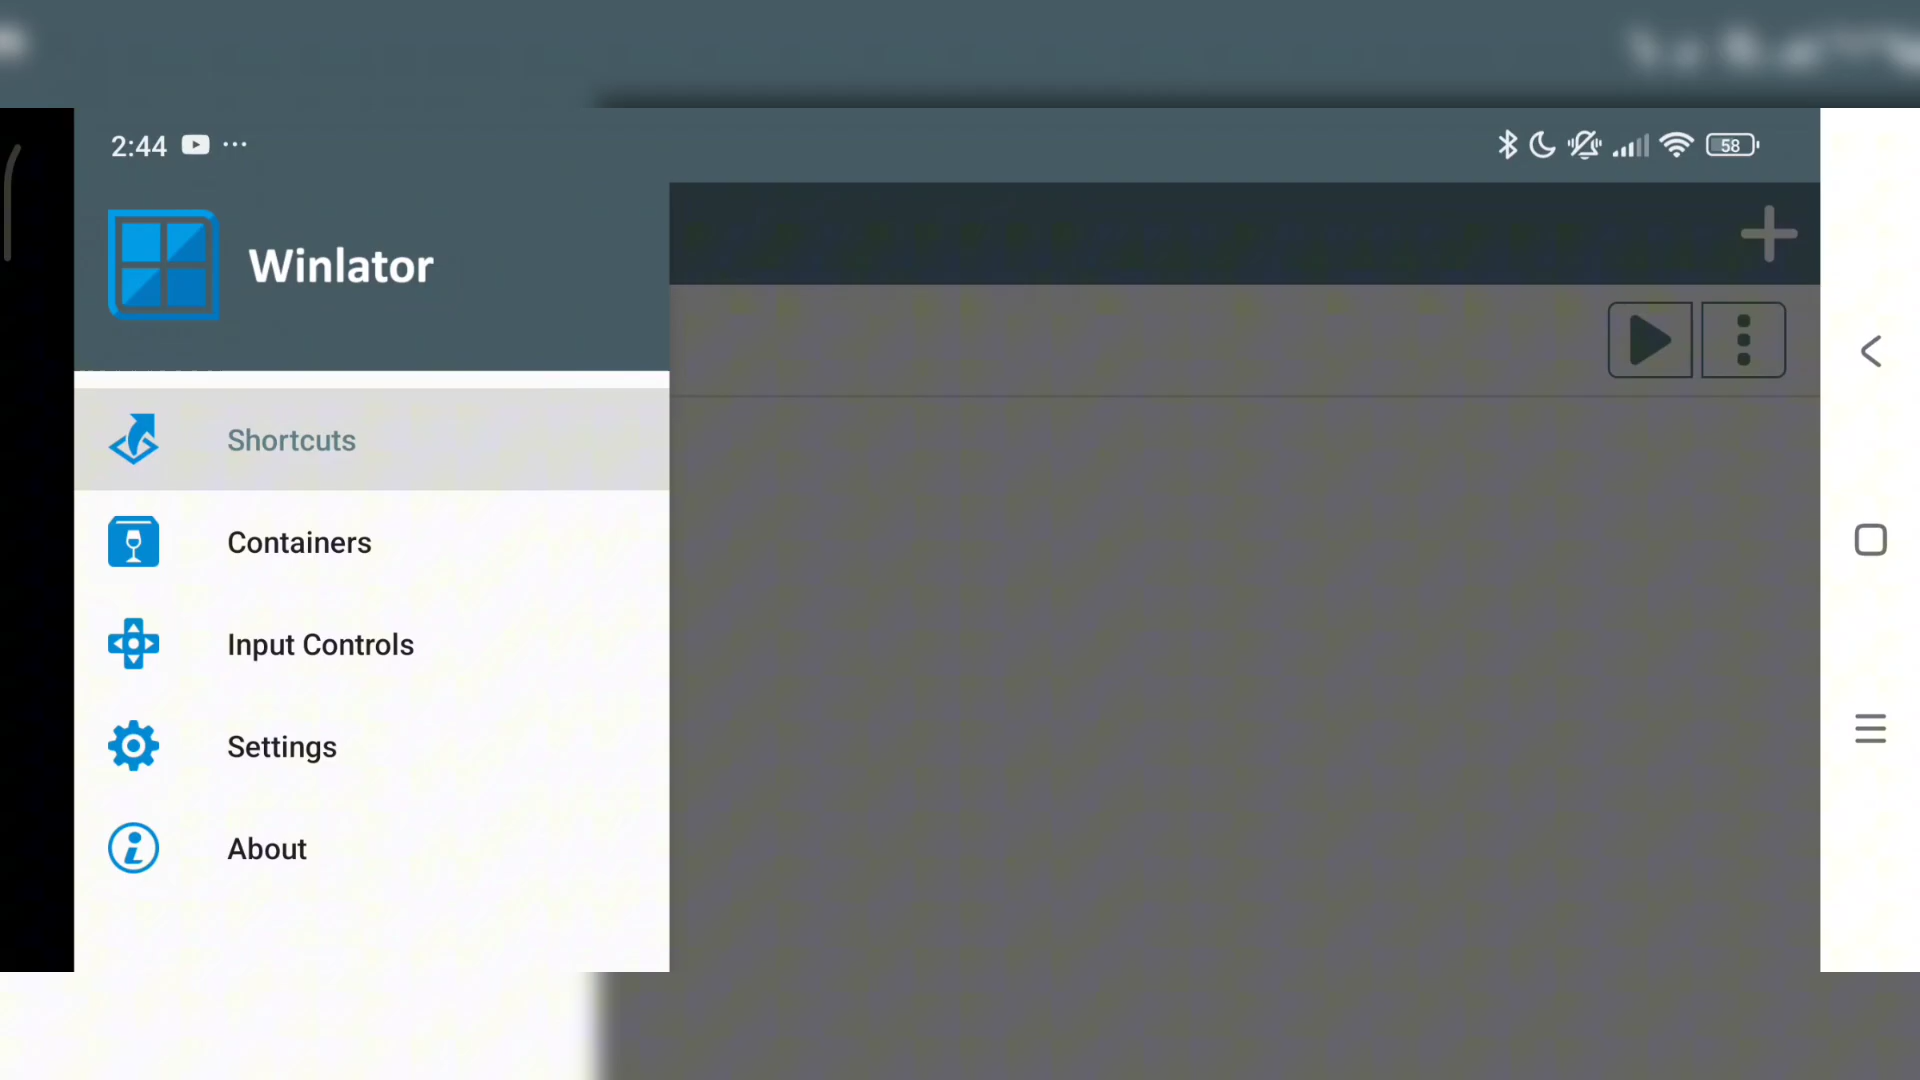 2:44
58
Winlator
Shortcuts
Containers
Input Controls
Settings
About